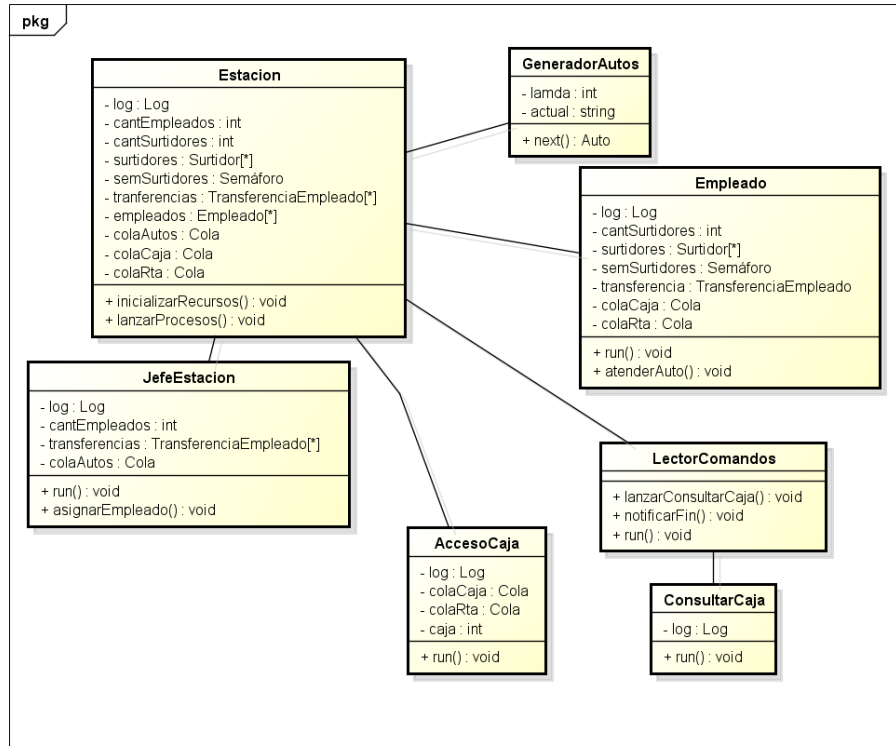 pkg
Estacion
- log : Log
- cantEmpleados : int
- cantSurtidores : int
- surtidores : Surtidor[*]
- semSurtidores : Semáforo
- tranferencias : TransferenciaEmpleado[*]
- empleados : Empleado[*]
- colaAutos : Cola
- colaCaja : Cola
- colaRta : Cola
+ inicializarRecursos() : void
+ lanzarProcesos() : void
GeneradorAutos
- lamda : int
- actual : string
+ next() : Auto
Empleado
- log : Log
- cantSurtidores : int
- surtidores : Surtidor[*]
- semSurtidores : Semáforo
- transferencia : TransferenciaEmpleado
- colaCaja : Cola
- colaRta : Cola
+ run() : void
+ atenderAuto() : void
JefeEstacion
- log : Log
- cantEmpleados : int
- transferencias : TransferenciaEmpleado[*]
- colaAutos : Cola
+ run() : void
+ asignarEmpleado() : void
LectorComandos
+ lanzarConsultarCaja() : void
+ notificarFin() : void
+ run() : void
AccesoCaja
- log : Log
- colaCaja : Cola
- colaRta : Cola
- caja : int
+ run() : void
ConsultarCaja
- log : Log
+ run() : void